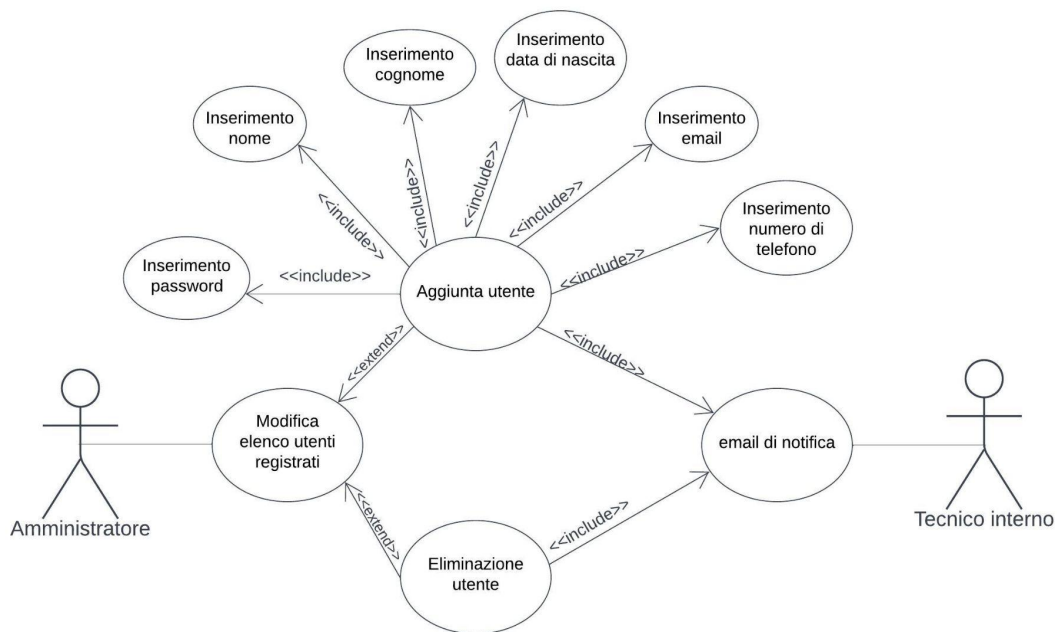 Inserimento
data di nascita
Inserimento
cognome
Inserimento
nome
Inserimento
email
Inserimento
numero di
telefono
Inserimento
password
<<include>>
<<include>>
<<include>>
<<include>>
<<include>>
<<include>>
Aggiunta utente
<<extend>>
<<include>>
Modifica
elenco utenti
registrati
email di notifica
Amministratore
Tecnico interno
<<extend>>
<<include>>
Eliminazione
utente